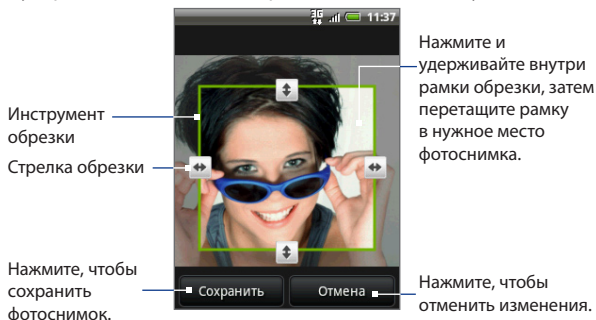 3G 11:37
Нажмите и
удерживайте внутри
рамки обрезки, затем
перетащите рамку
в нужное место
фотоснимка.
Инструмент
обрезки
Стрелка обрезки
Нажмите, чтобы
сохранить
фотоснимок.
Сохранить
Отмена
Нажмите, чтобы
отменить изменения.